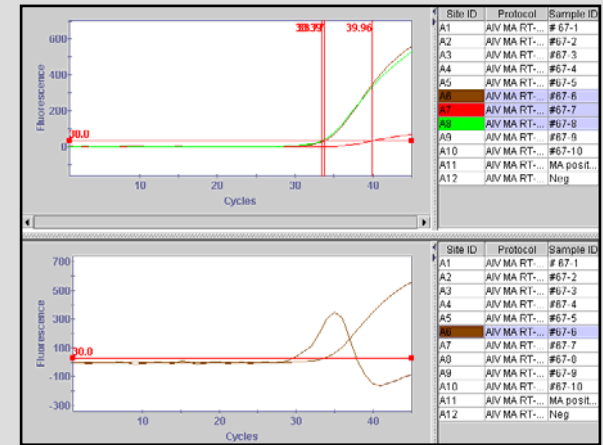 33.77 39.96
600
400
200
0
30.0
10 20 30 40
Fluorescence
Cycles
Site ID Protocol Sample ID
A1 AIV MA RT-... # 67-1
A2 AIV MA RT-... #67-2
A3 AIV MA RT-... #67-3
A4 AIV MA RT-... #67-4
A5 AIV MA RT-... #67-5
A6 AIV MA RT-... #67-6
A7 AIV MA RT-... #67-7
A8 AIV MA RT-... #67-8
A9 AIV MA RT-... #67-9
A10 AIV MA RT-... #67-10
A11 AIV MA RT-... MA posit...
A12 AIV MA RT-... Neg
700
500
300
100
-100
-300
30.0
10 20 30 40
Fluorescence
Cycles
Site ID Protocol Sample ID
A1 AIV MA RT-... # 67-1
A2 AIV MA RT-... #67-2
A3 AIV MA RT-... #67-3
A4 AIV MA RT-... #67-4
A5 AIV MA RT-... #67-5
A6 AIV MA RT-... #67-6
A7 AIV MA RT-... #67-7
A8 AIV MA RT-... #67-8
A9 AIV MA RT-... #67-9
A10 AIV MA RT-... #67-10
A11 AIV MA RT-... MA posit...
A12 AIV MA RT-... Neg